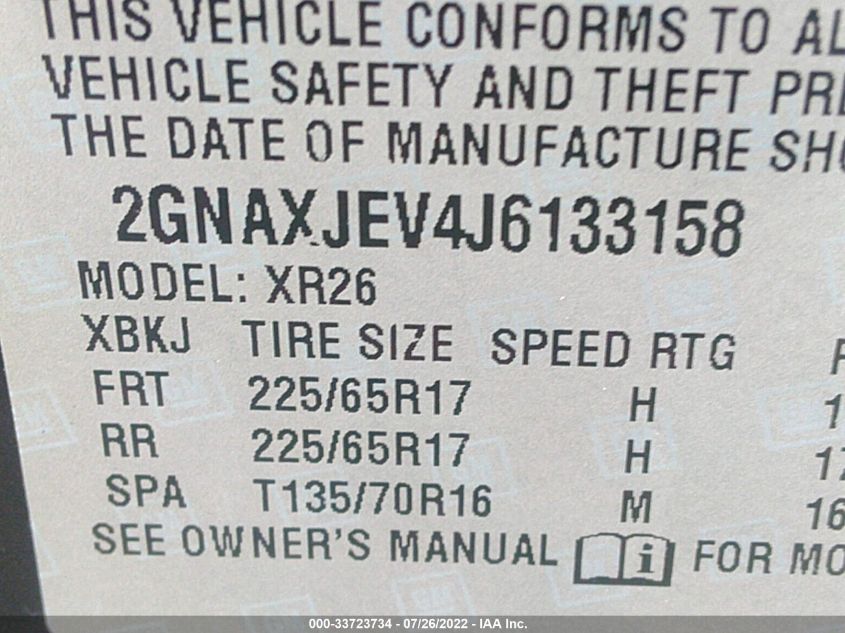 THIS VEHICLE CONFORMS TO
VEHICLE SAFETY AND THEFT
THE DATE OF MANUFACTURE
2GNAXJEV4J6133158
MODEL: XR26
XBKJ TIRE SIZE SPEED RTG
FRT 225/65R17 H
RR 225/65R17 H
SPA T135/70R16 M
SEE OWNER'S MANUAL i FOR
000-33723734 - 07/26/2022 - IAA Inc.